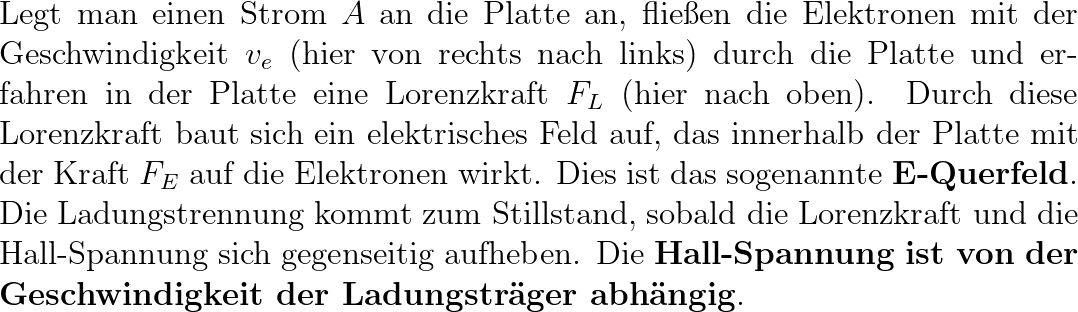 Legt man einen Strom A an die Platte an, fließen die Elektronen mit der
Geschwindigkeit v_e (hier von rechts nach links) durch die Platte und er-
fahren in der Platte eine Lorenzkraft F_L (hier nach oben). Durch diese
Lorenzkraft baut sich ein elektrisches Feld auf, das innerhalb der Platte mit
der Kraft F_E auf die Elektronen wirkt. Dies ist das sogenannte E-Querfeld.
Die Ladungstrennung kommt zum Stillstand, sobald die Lorenzkraft und die
Hall-Spannung sich gegenseitig aufheben. Die Hall-Spannung ist von der
Geschwindigkeit der Ladungsträger abhängig.